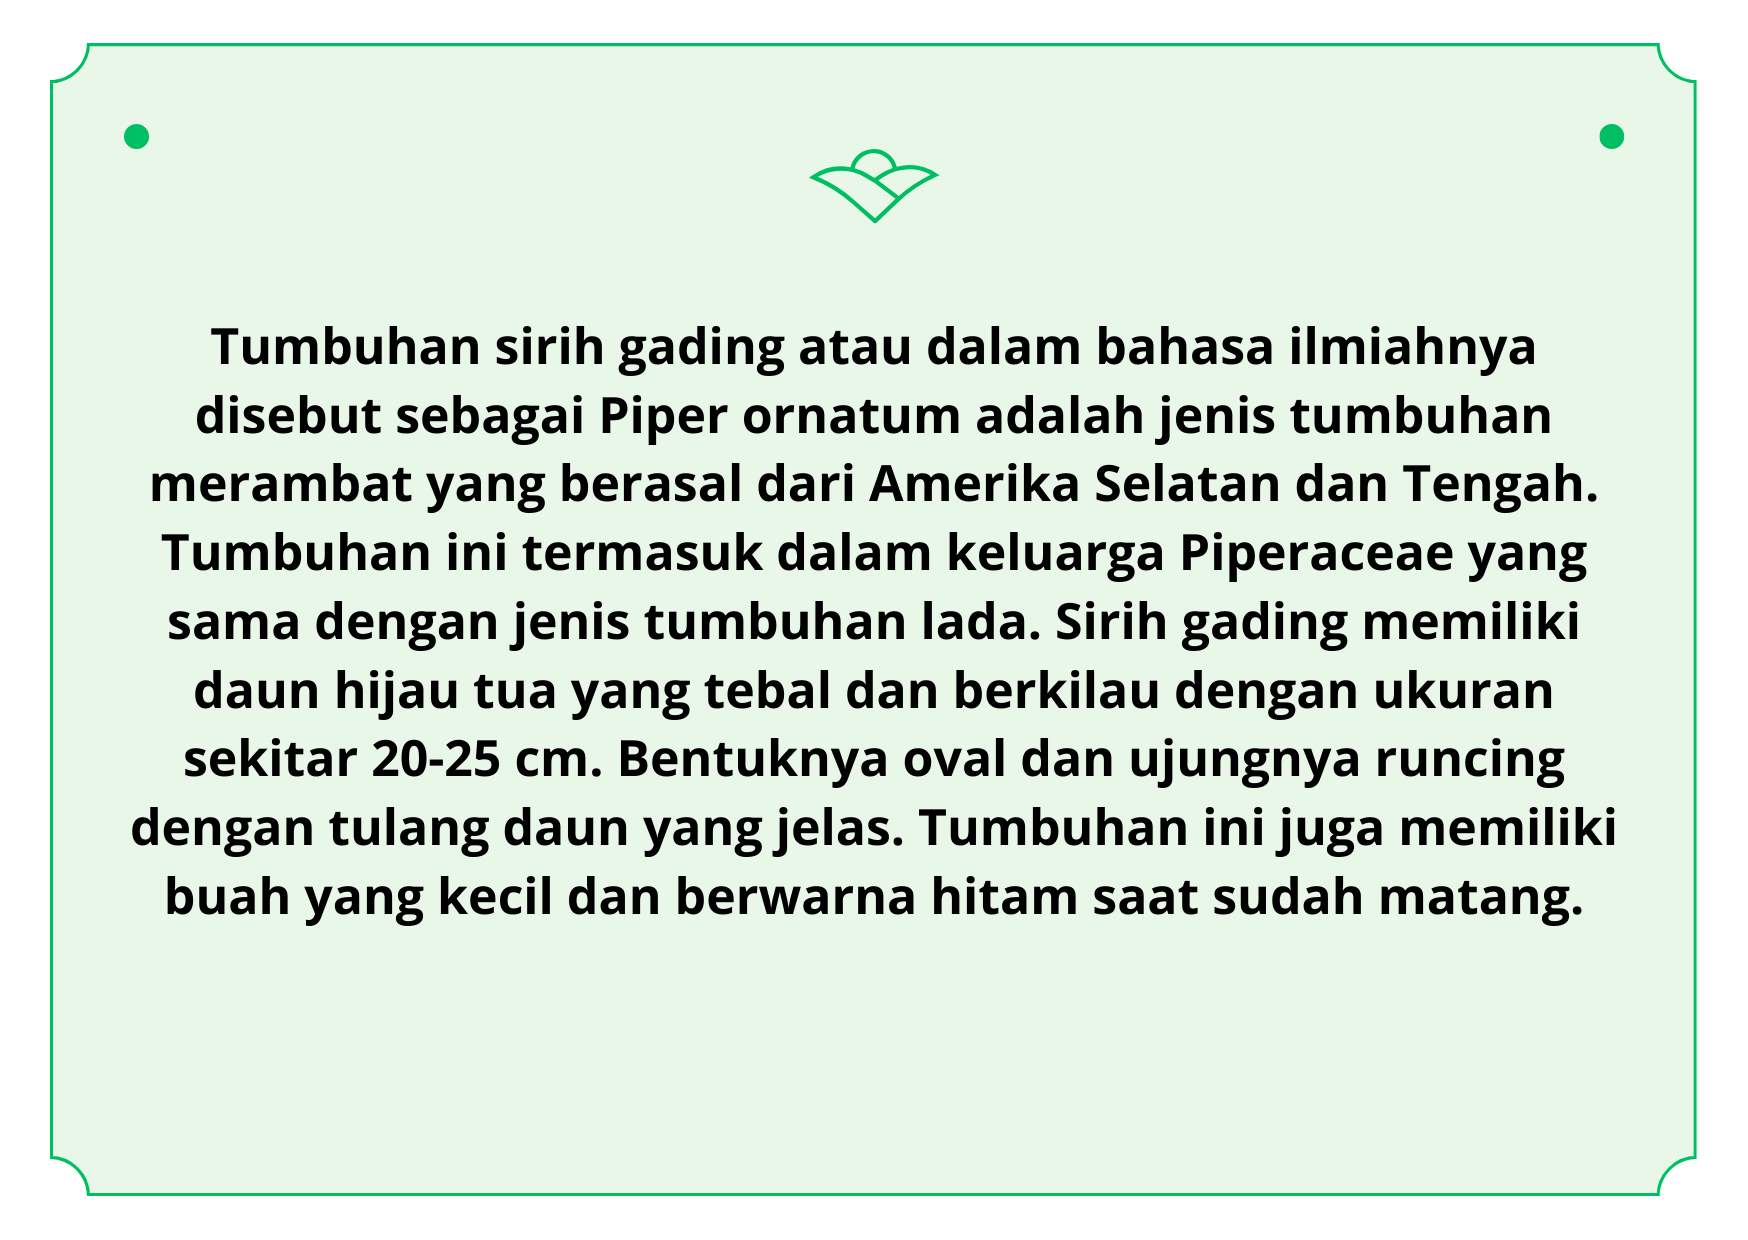 Tumbuhan sirih gading atau dalam bahasa ilmiahnya
disebut sebagai Piper ornatum adalah jenis tumbuhan
merambat yang berasal dari Amerika Selatan dan Tengah.
Tumbuhan ini termasuk dalam keluarga Piperaceae yang
sama dengan jenis tumbuhan lada. Sirih gading memiliki
daun hijau tua yang tebal dan berkilau dengan ukuran
sekitar 20-25 cm. Bentuknya oval dan ujungnya runcing
dengan tulang daun yang jelas. Tumbuhan ini juga memiliki
buah yang kecil dan berwarna hitam saat sudah matang.